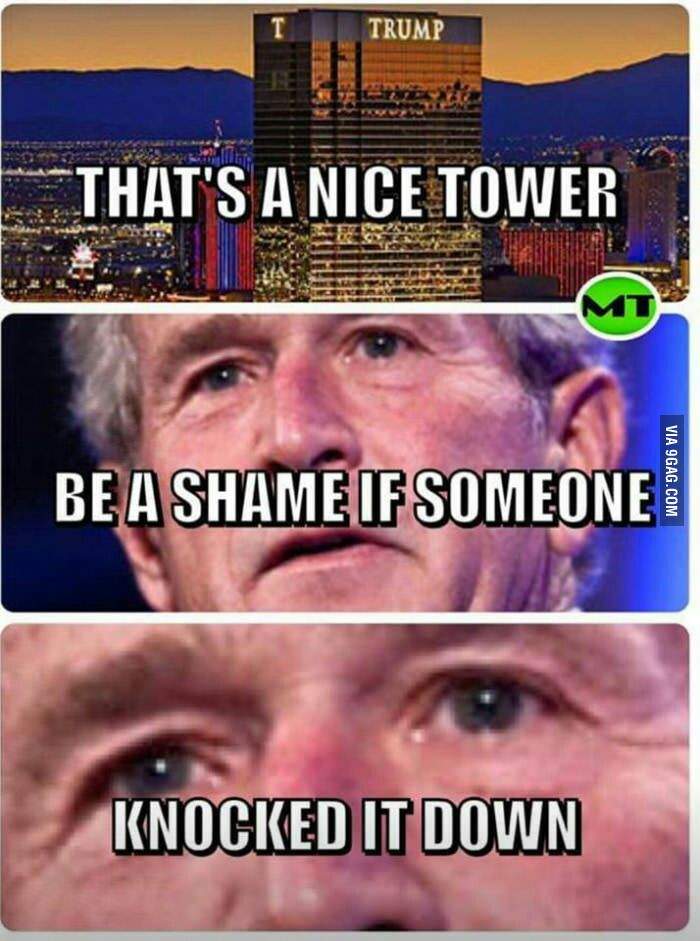 T TRUMP
THAT'S A NICE TOWER
MT
BE A SHAME IF SOMEONE
VIA 9GAG.COM
KNOCKED IT DOWN